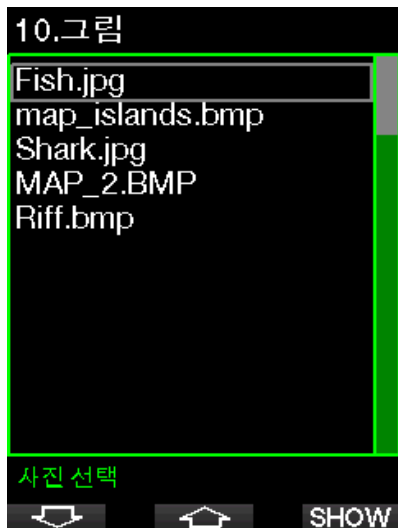 10.그림
Fish.jpg
map_islands.bmp
Shark.jpg
MAP_2.BMP
Riff.bmp
사진 선택
SHOW